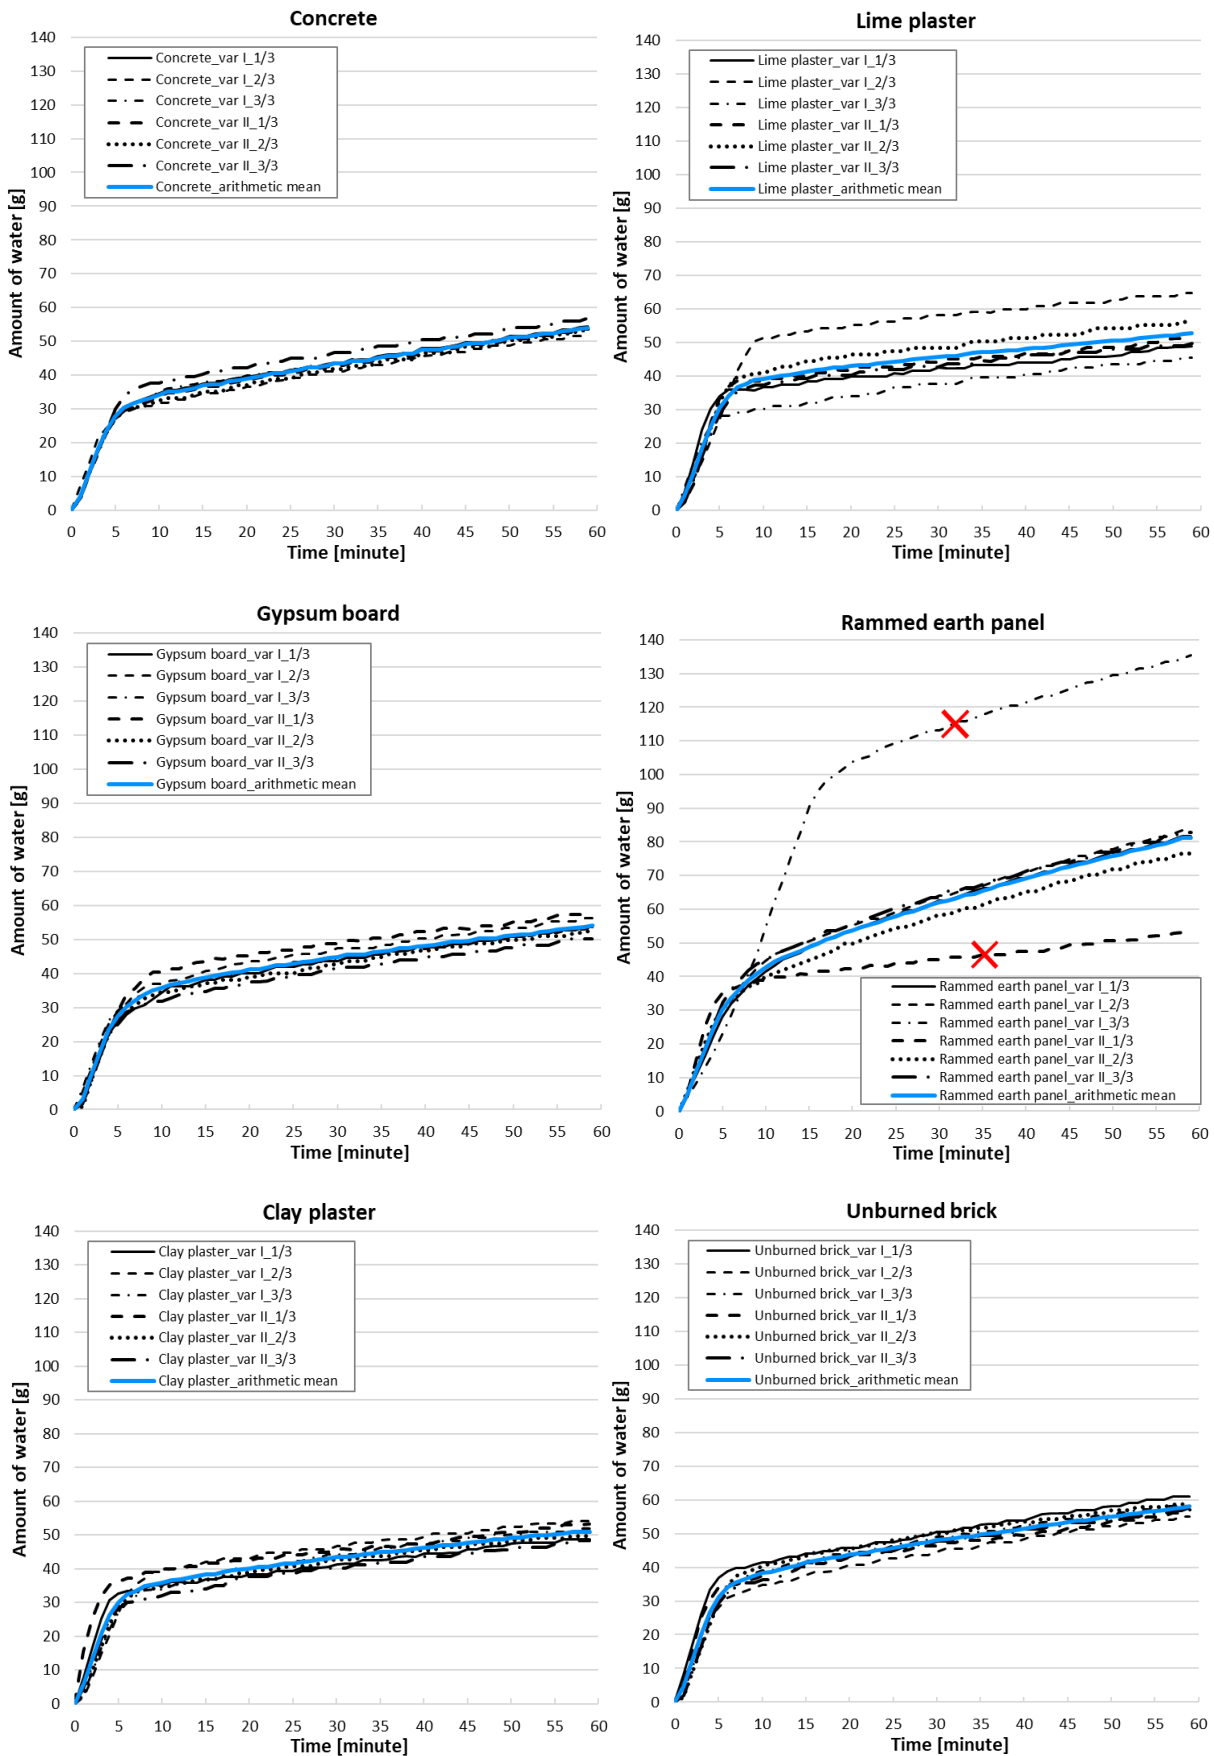 Concrete
140
130
120
110
100
90
80
70
60
50
40
30
20
10
0
Amount of water [g]
Concrete_var I_1/3
Concrete_var I_2/3
Concrete_var I_3/3
Concrete_var II_1/3
Concrete_var II_2/3
Concrete_var II_3/3
Concrete_arithmetic mean
0 5 10 15 20 25 30 35 40 45 50 55 60
Time [minute]
Lime plaster
140
130
120
110
100
90
80
70
60
50
40
30
20
10
0
Amount of water [g]
Lime plaster_var I_1/3
Lime plaster_var I_2/3
Lime plaster_var I_3/3
Lime plaster_var II_1/3
Lime plaster_var II_2/3
Lime plaster_var II_3/3
Lime plaster_arithmetic mean
0 5 10 15 20 25 30 35 40 45 50 55 60
Time [minute]
Gypsum board
140
130
120
110
100
90
80
70
60
50
40
30
20
10
0
Amount of water [g]
Gypsum board_var I_1/3
Gypsum board_var I_2/3
Gypsum board_var I_3/3
Gypsum board_var II_1/3
Gypsum board_var II_2/3
Gypsum board_var II_3/3
Gypsum board_arithmetic mean
0 5 10 15 20 25 30 35 40 45 50 55 60
Time [minute]
Rammed earth panel
140
130
120
110
100
90
80
70
60
50
40
30
20
10
0
Amount of water [g]
Rammed earth panel_var I_1/3
Rammed earth panel_var I_2/3
Rammed earth panel_var I_3/3
Rammed earth panel_var II_1/3
Rammed earth panel_var II_2/3
Rammed earth panel_var II_3/3
Rammed earth panel_arithmetic mean
0 5 10 15 20 25 30 35 40 45 50 55 60
Time [minute]
Clay plaster
140
130
120
110
100
90
80
70
60
50
40
30
20
10
0
Amount of water [g]
Clay plaster_var I_1/3
Clay plaster_var I_2/3
Clay plaster_var I_3/3
Clay plaster_var II_1/3
Clay plaster_var II_2/3
Clay plaster_var II_3/3
Clay plaster_arithmetic mean
0 5 10 15 20 25 30 35 40 45 50 55 60
Time [minute]
Unburned brick
140
130
120
110
100
90
80
70
60
50
40
30
20
10
0
Amount of water [g]
Unburned brick_var I_1/3
Unburned brick_var I_2/3
Unburned brick_var I_3/3
Unburned brick_var II_1/3
Unburned brick_var II_2/3
Unburned brick_var II_3/3
Unburned brick_arithmetic mean
0 5 10 15 20 25 30 35 40 45 50 55 60
Time [minute]